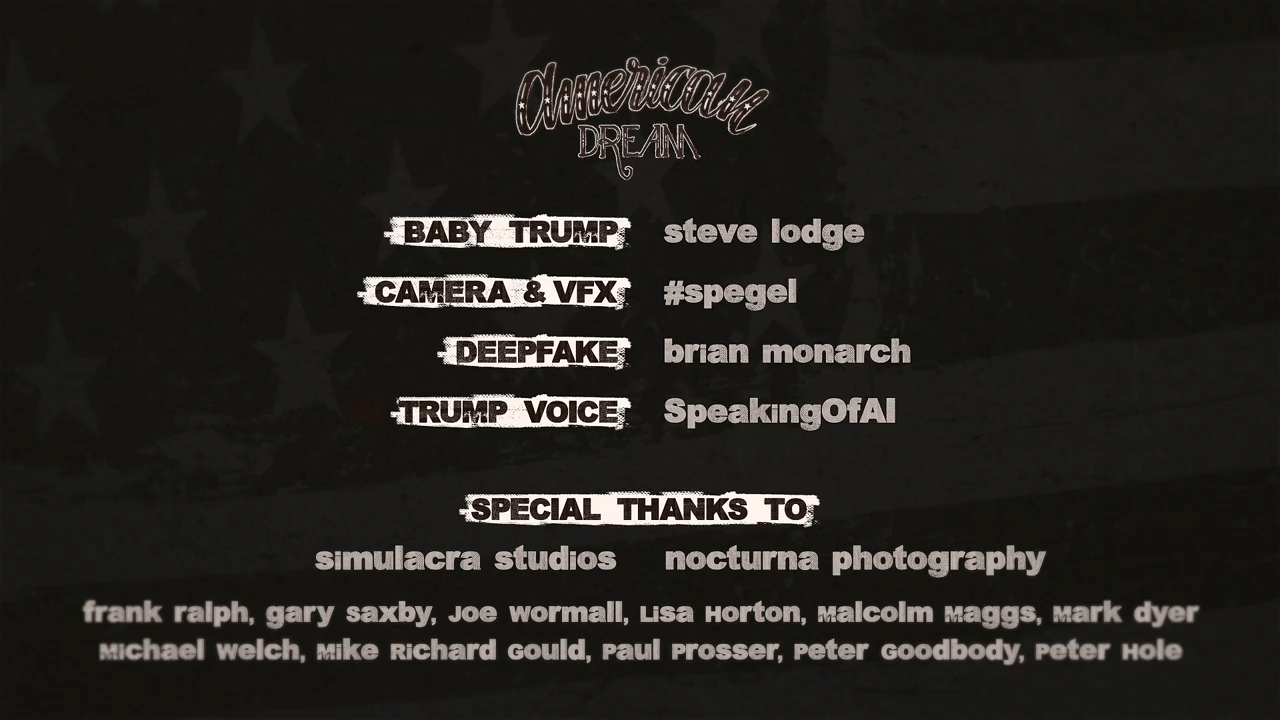 American
DREAM
BABY TRUMP steve lodge
CAMERA & VFX #spegel
DEEPFAKE brian monarch
AI TRUMP VOICE SpeakingOfAI
SPECIAL THANKS TO
simulacra studios nocturna photography
frank ralph, gary saxby, Joe wormall, Lisa Horton, Malcolm Maggs, Mark dyer
Michael welch, Mike Richard Gould, Paul Prosser, Peter Goodbody, Peter Hole